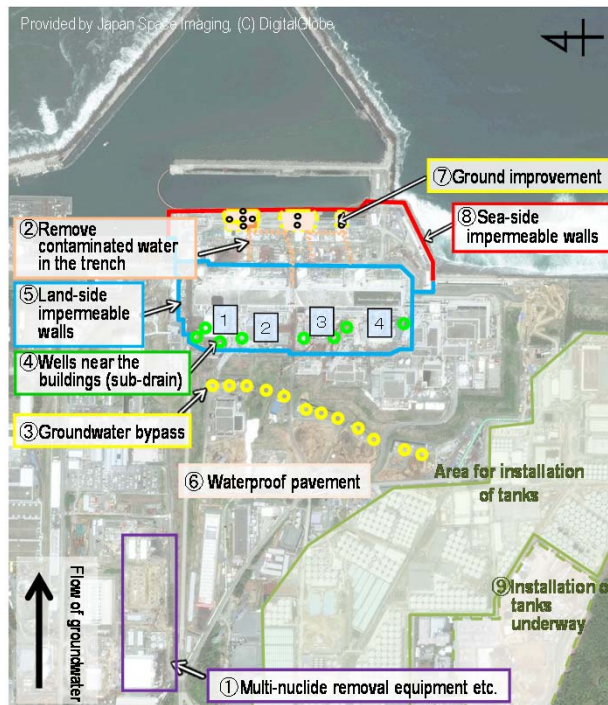 Provided by Japan Space Imaging, (C) DigitalGlobe
⑦Ground improvement
②Remove
contaminated water
in the trench
⑧Sea-side
impermeable walls
⑤Land-side
impermeable
walls
1
2
3
4
④Wells near the
buildings (sub-drain)
③Groundwater bypass
⑥ Waterproof pavement
Area for installation
of tanks
Flow of groundwater
⑨Installation o
tanks
underway
①Multi-nuclide removal equipment etc.